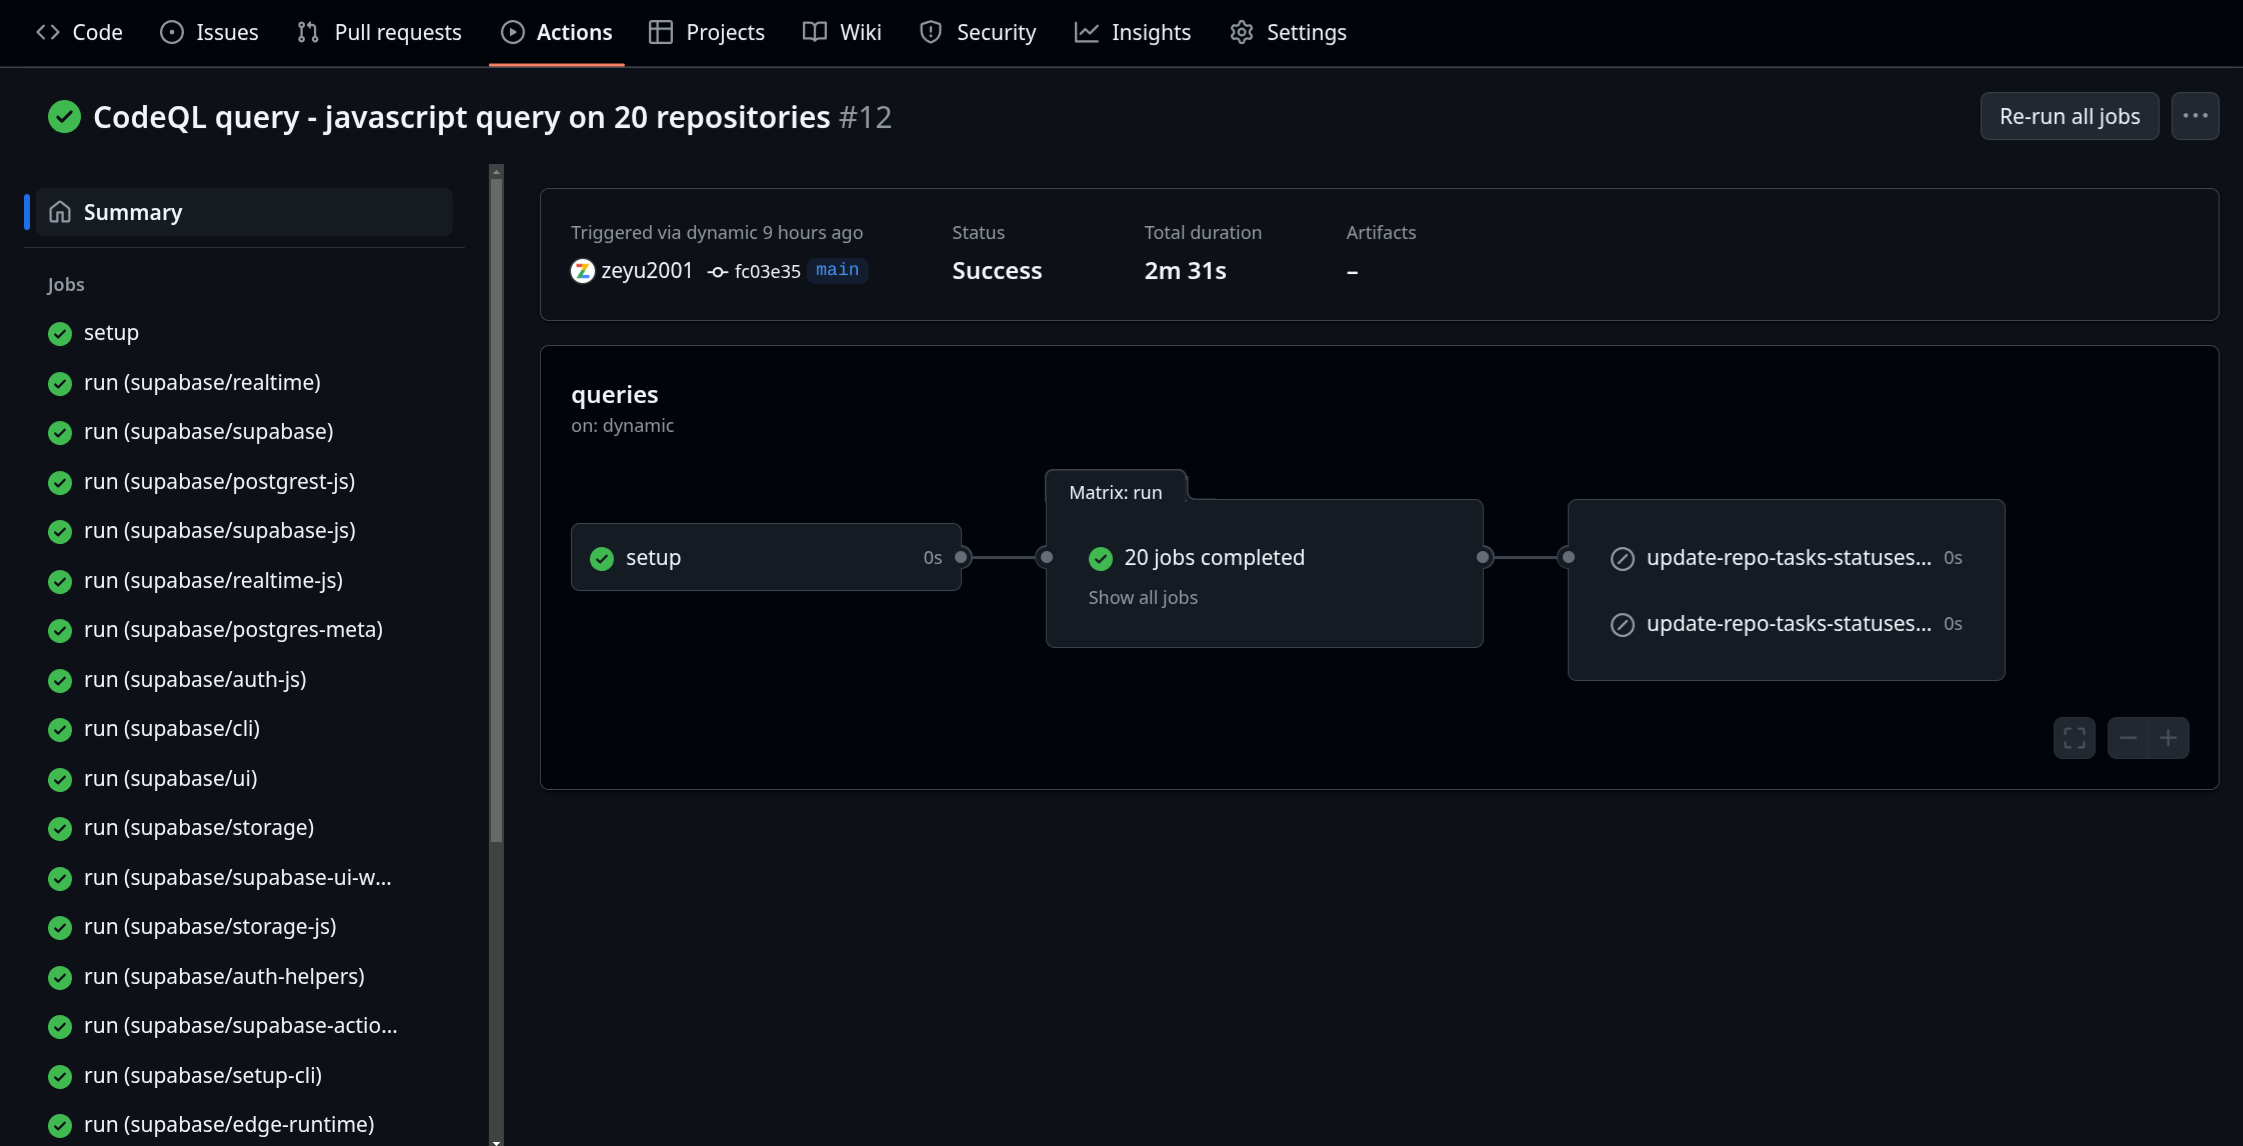 Code Issues Pull requests Actions Projects Wiki Security Insights Settings
CodeQL query - javascript query on 20 repositories #12
Re-run all jobs
Summary
Jobs
setup
run (supabase/realtime)
run (supabase/supabase)
run (supabase/postgrest-js)
run (supabase/supabase-js)
run (supabase/realtime-js)
run (supabase/postgres-meta)
run (supabase/auth-js)
run (supabase/cli)
run (supabase/ui)
run (supabase/storage)
run (supabase/supabase-ui-w...
run (supabase/storage-js)
run (supabase/auth-helpers)
run (supabase/supabase-actio...
run (supabase/setup-cli)
run (supabase/edge-runtime)
Triggered via dynamic 9 hours ago
zeyu2001 fc03e35 main
Status
Success
Total duration
2m 31s
Artifacts
–
queries
on: dynamic
setup 0s
Matrix: run
20 jobs completed
Show all jobs
update-repo-tasks-statuses... 0s
update-repo-tasks-statuses... 0s